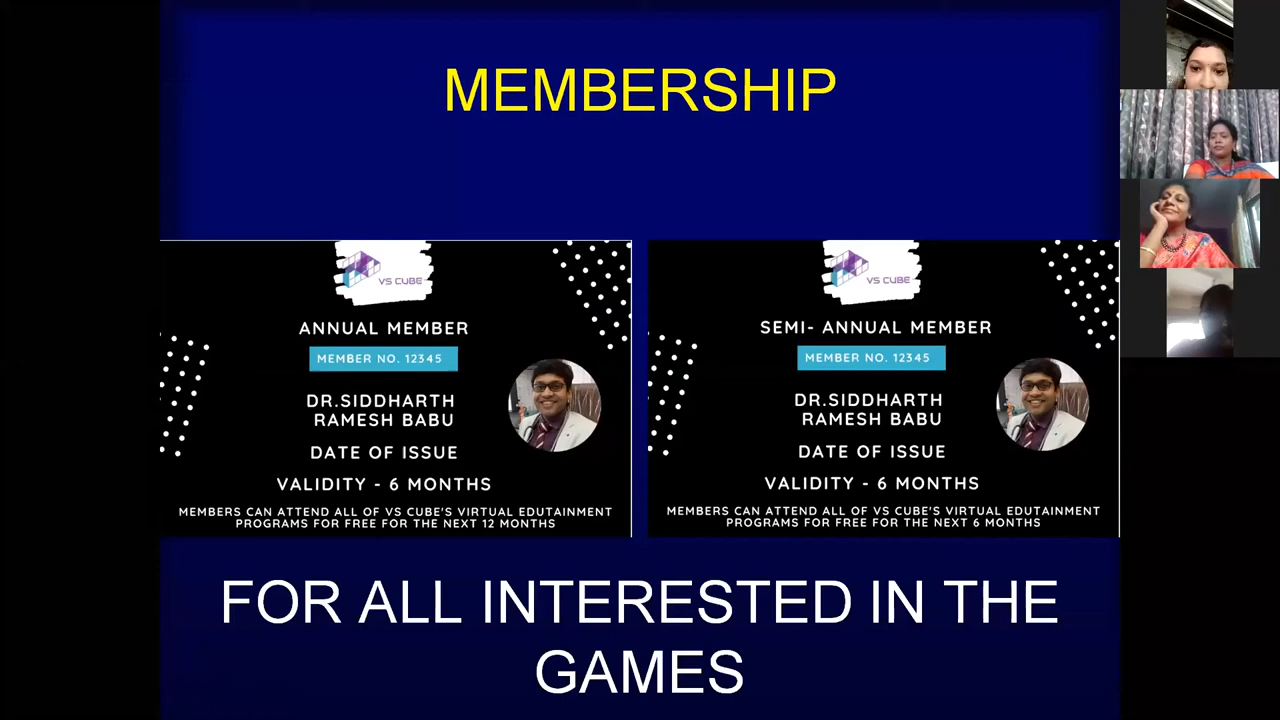 MEMBERSHIP
VS CUBE
ANNUAL MEMBER
MEMBER NO. 12345
DR.SIDDHARTH
RAMESH BABU
DATE OF ISSUE
VALIDITY - 6 MONTHS
MEMBERS CAN ATTEND ALL OF VS CUBE'S VIRTUAL EDUTAINMENT
PROGRAMS FOR FREE FOR THE NEXT 12 MONTHS
VS CUBE
SEMI- ANNUAL MEMBER
MEMBER NO. 12345
DR.SIDDHARTH
RAMESH BABU
DATE OF ISSUE
VALIDITY - 6 MONTHS
MEMBERS CAN ATTEND ALL OF VS CUBE'S VIRTUAL EDUTAINMENT
PROGRAMS FOR FREE FOR THE NEXT 6 MONTHS
FOR ALL INTERESTED IN THE
GAMES